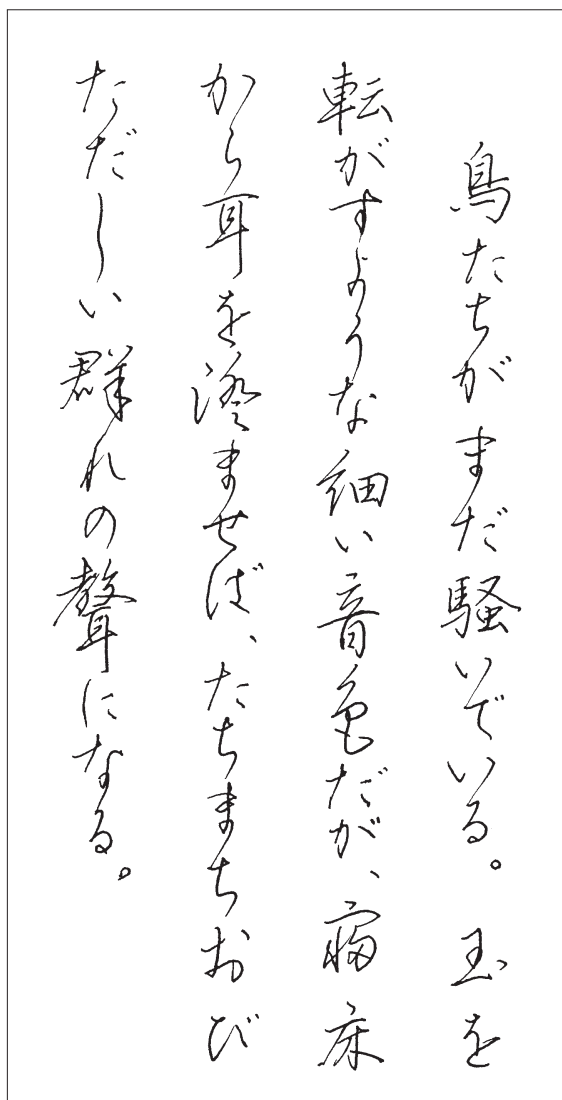 鳥たちがまだ騒いでいる。玉を
転がすような細い音色だが、寝床
から耳を澄ませば、たちまちおび
ただしい群れの聲になる。